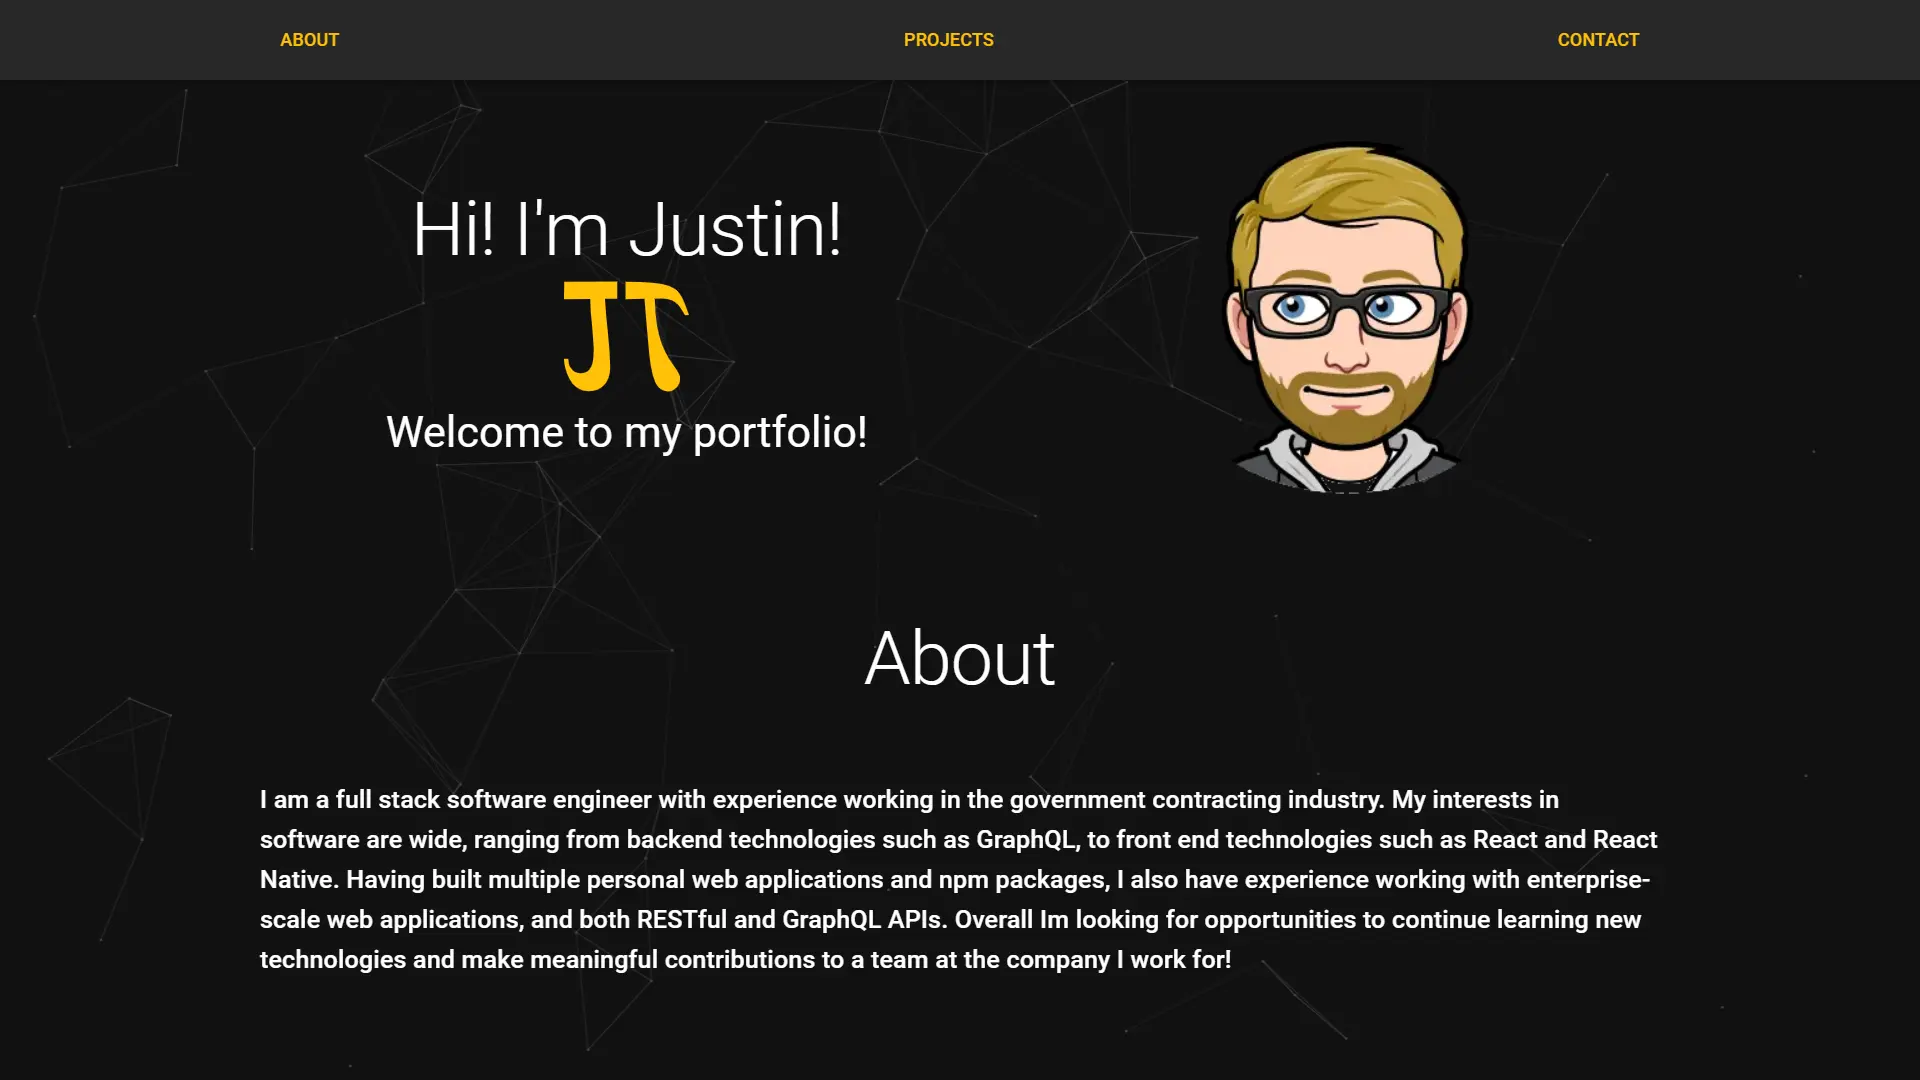 ABOUT
PROJECTS
CONTACT
Hi! I'm Justin!
JT
Welcome to my portfolio!
About
I am a full stack software engineer with experience working in the government contracting industry. My interests in
software are wide, ranging from backend technologies such as GraphQL, to front end technologies such as React and React
Native. Having built multiple personal web applications and npm packages, I also have experience working with enterprise-
scale web applications, and both RESTful and GraphQL APIs. Overall Im looking for opportunities to continue learning new
technologies and make meaningful contributions to a team at the company I work for!